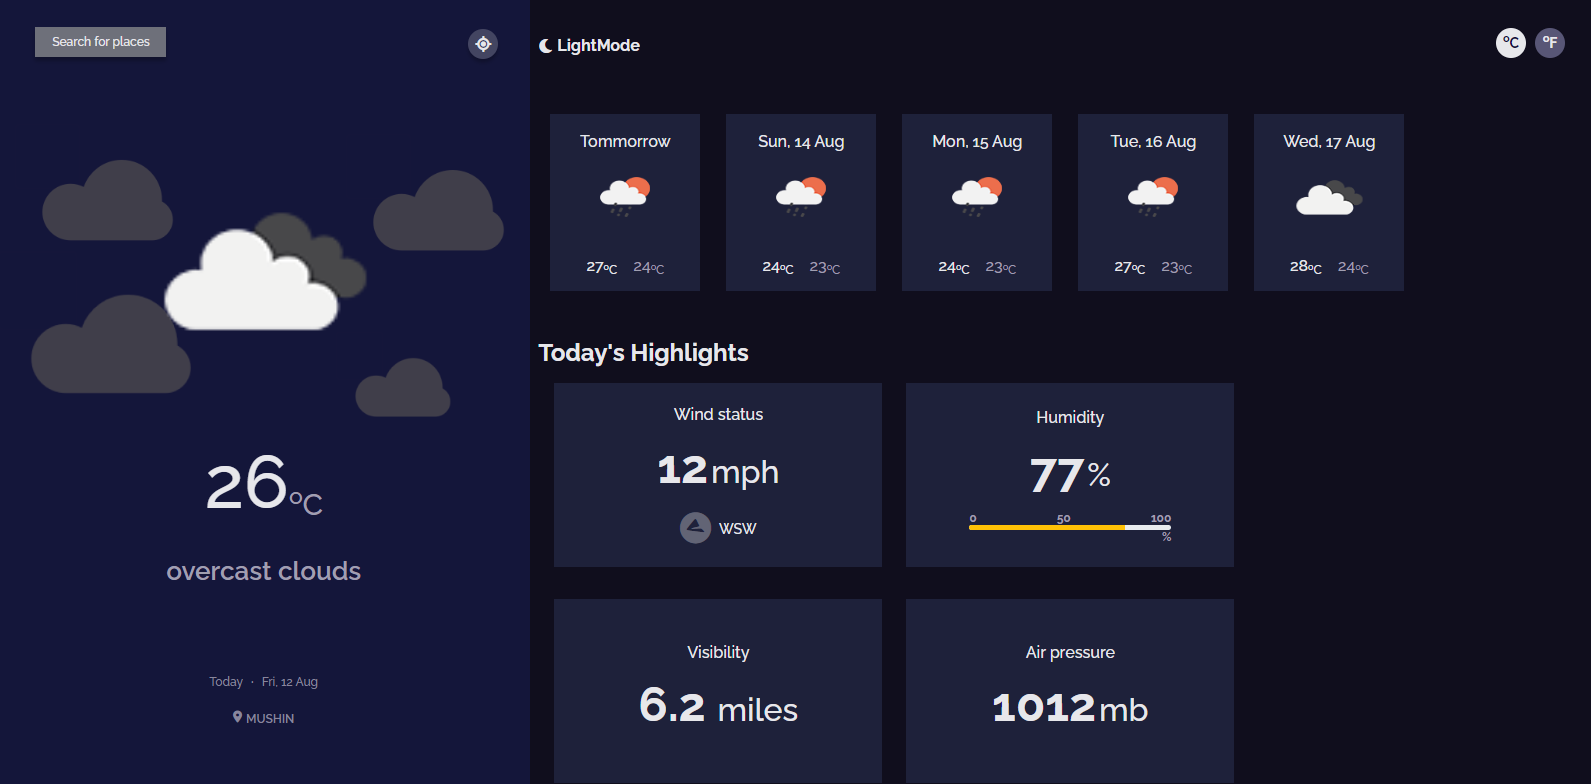 Search for places
26°C
overcast clouds
Today · Fri, 12 Aug
MUSHIN
LightMode
°C °F
Tommorrow
27°C 24°C
Sun, 14 Aug
24°C 23°C
Mon, 15 Aug
24°C 23°C
Tue, 16 Aug
27°C 23°C
Wed, 17 Aug
28°C 24°C
Today's Highlights
Wind status
12mph
WSW
Humidity
77%
0 50 100
%
Visibility
6.2 miles
Air pressure
1012mb